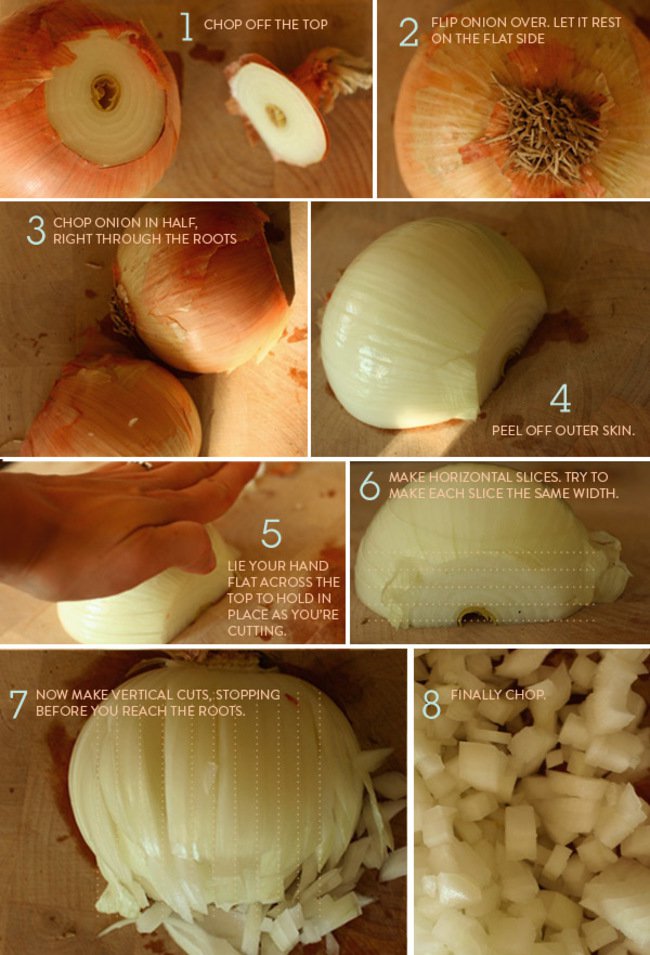 1 CHOP OFF THE TOP
2 FLIP ONION OVER. LET IT REST
ON THE FLAT SIDE
3 CHOP ONION IN HALF,
RIGHT THROUGH THE ROOTS
4
PEEL OFF OUTER SKIN.
5
LIE YOUR HAND
FLAT ACROSS THE
TOP TO HOLD IN
PLACE AS YOU'RE
CUTTING.
6 MAKE HORIZONTAL SLICES. TRY TO
MAKE EACH SLICE THE SAME WIDTH.
7 NOW MAKE VERTICAL CUTS, STOPPING
BEFORE YOU REACH THE ROOTS.
8 FINALLY CHOP.